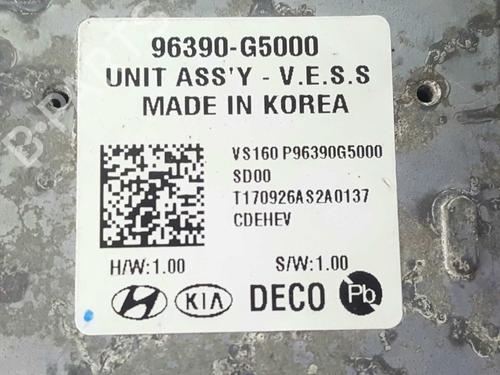 96390-G5000
UNIT ASS'Y - V.E.S.S
MADE IN KOREA
VS160 P96390G5000
SD00
T170926AS2A0137
CDEHEV
H/W:1.00 S/W:1.00
KIA DECO Pb